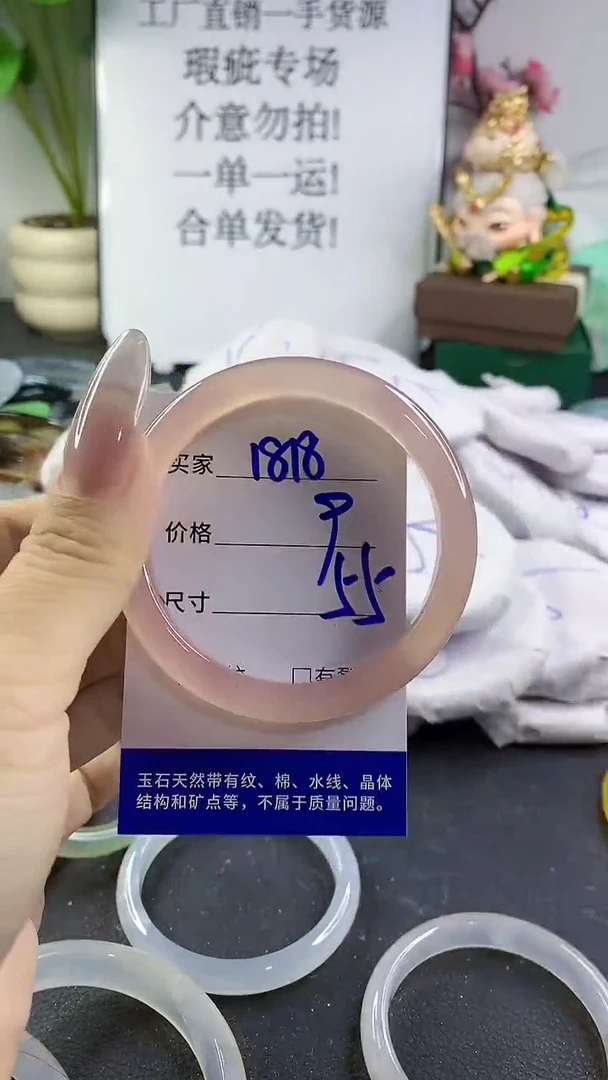 工厂直销一手货源
瑕疵专场
介意勿拍!
一单一运!
合单发货!
买家 1878
价格
尺寸 55
玉石天然带有纹、棉、水线、晶体
结构和矿点等，不属于质量问题。